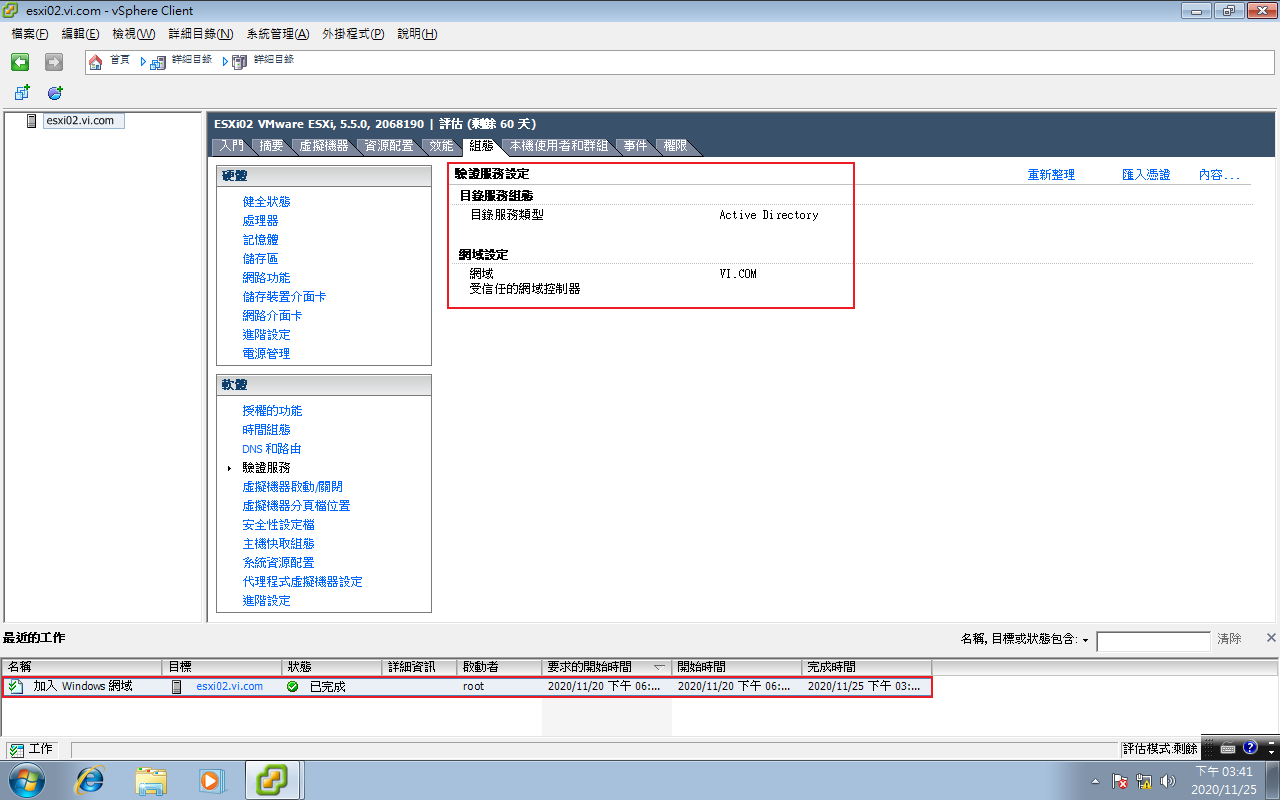 esxi02.vi.com - vSphere Client
檔案(F) 編輯(E) 檢視(W) 詳細目錄(N) 系統管理(A) 外掛程式(P) 說明(H)
首頁 詳細目錄 詳細目錄
esxi02.vi.com
ESXi02 VMware ESXi, 5.5.0, 2068190 | 評估 (剩餘 60 天)
入門 摘要 虛擬機器 資源配置 效能 組態 本機使用者和群組 事件 權限
硬體
健全狀態
處理器
記憶體
儲存區
網路功能
儲存裝置介面卡
網路介面卡
進階設定
電源管理
軟體
授權的功能
時間組態
DNS 和路由
驗證服務
虛擬機器啟動/關閉
虛擬機器分頁檔位置
安全性設定檔
主機快取組態
系統資源配置
代理程式虛擬機器設定
進階設定
驗證服務設定 重新整理 匯入憑證 內容...
目錄服務組態
目錄服務類型 Active Directory
網域設定
網域 VI.COM
受信任的網域控制器
最近的工作 名稱, 目標或狀態包含: 清除
名稱 目標 狀態 詳細資訊 啟動者 要求的開始時間 開始時間 完成時間
加入 Windows 網域 esxi02.vi.com 已完成 root 2020/11/20 下午 06:... 2020/11/20 下午 06:... 2020/11/25 下午 03:...
工作 評估模式:剩餘
下午 03:41
2020/11/25